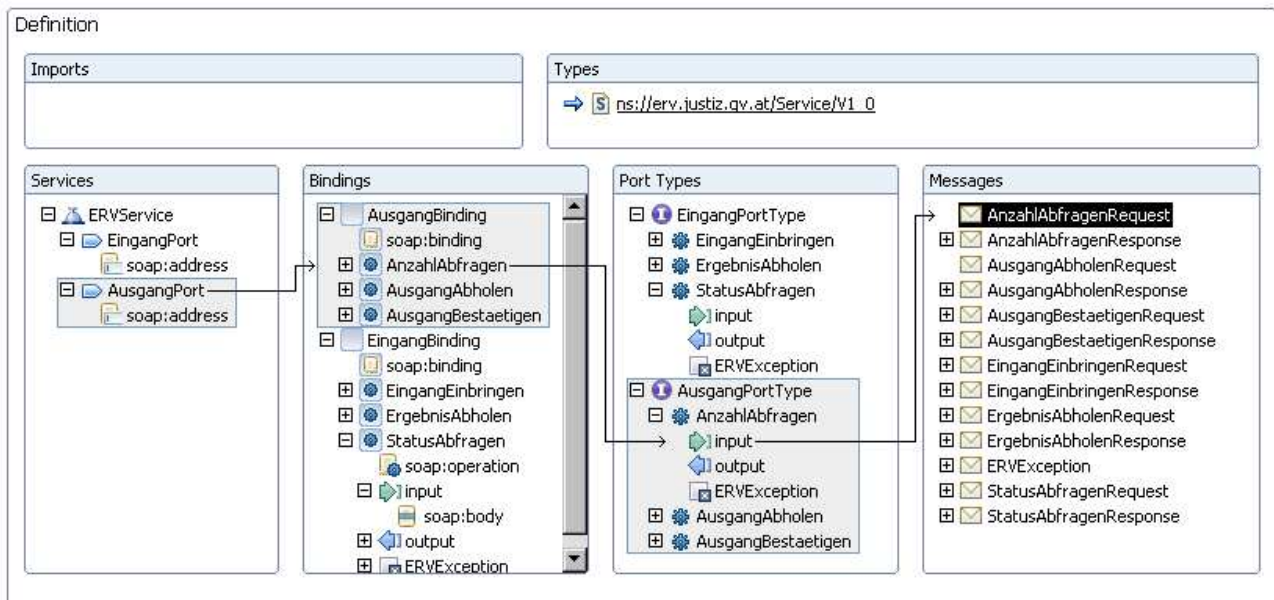 Definition
Imports
Types
ns://erv.justiz.gv.at/Service/V1_0
Services
ERVService
EingangPort
soap:address
AusgangPort
soap:address
Bindings
AusgangBinding
soap:binding
AnzahlAbfragen
AusgangAbholen
AusgangBestaetigen
EingangBinding
soap:binding
EingangEinbringen
ErgebnisAbholen
StatusAbfragen
soap:operation
input
soap:body
output
ERVException
Port Types
EingangPortType
EingangEinbringen
ErgebnisAbholen
StatusAbfragen
input
output
ERVException
AusgangPortType
AnzahlAbfragen
input
output
ERVException
AusgangAbholen
AusgangBestaetigen
Messages
AnzahlAbfragenRequest
AnzahlAbfragenResponse
AusgangAbholenRequest
AusgangAbholenResponse
AusgangBestaetigenRequest
AusgangBestaetigenResponse
EingangEinbringenRequest
EingangEinbringenResponse
ErgebnisAbholenRequest
ErgebnisAbholenResponse
ERVException
StatusAbfragenRequest
StatusAbfragenResponse